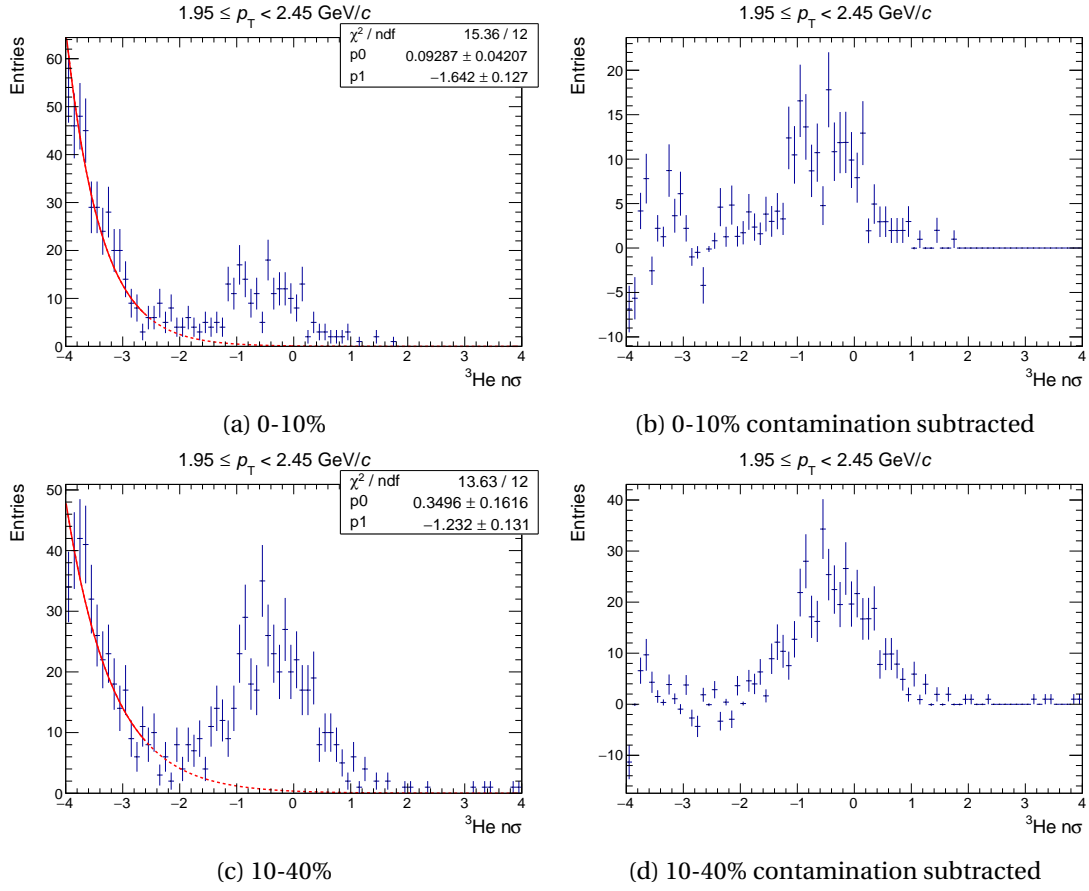 1.95 ≤ p_T < 2.45 GeV/c
χ² / ndf 15.36 / 12
p0 0.09287 ± 0.04207
p1 −1.642 ± 0.127
Entries
60
50
40
30
20
10
0
−4 −3 −2 −1 0 1 2 3 4
³He nσ
(a) 0-10%
1.95 ≤ p_T < 2.45 GeV/c
Entries
20
15
10
5
0
−5
−10
−4 −3 −2 −1 0 1 2 3 4
³He nσ
(b) 0-10% contamination subtracted
1.95 ≤ p_T < 2.45 GeV/c
χ² / ndf 13.63 / 12
p0 0.3496 ± 0.1616
p1 −1.232 ± 0.131
Entries
50
40
30
20
10
0
−4 −3 −2 −1 0 1 2 3 4
³He nσ
(c) 10-40%
1.95 ≤ p_T < 2.45 GeV/c
Entries
40
30
20
10
0
−10
−4 −3 −2 −1 0 1 2 3 4
³He nσ
(d) 10-40% contamination subtracted